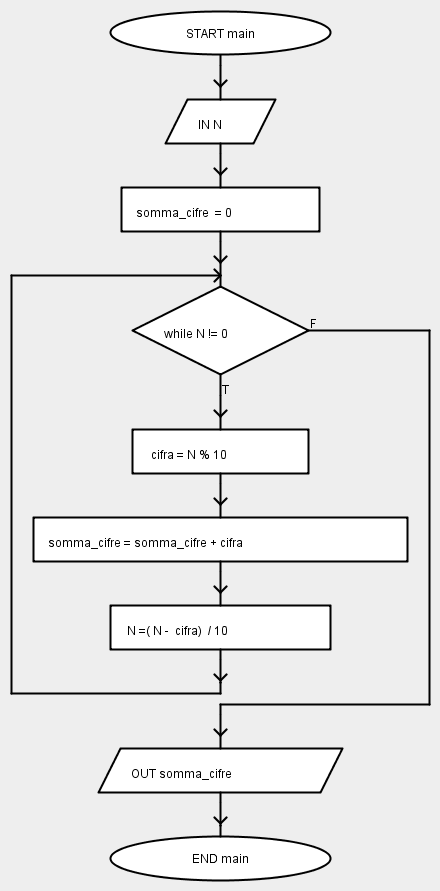 START main
IN N
somma_cifre = 0
while N != 0
F
T
cifra = N % 10
somma_cifre = somma_cifre + cifra
N =( N - cifra) / 10
OUT somma_cifre
END main